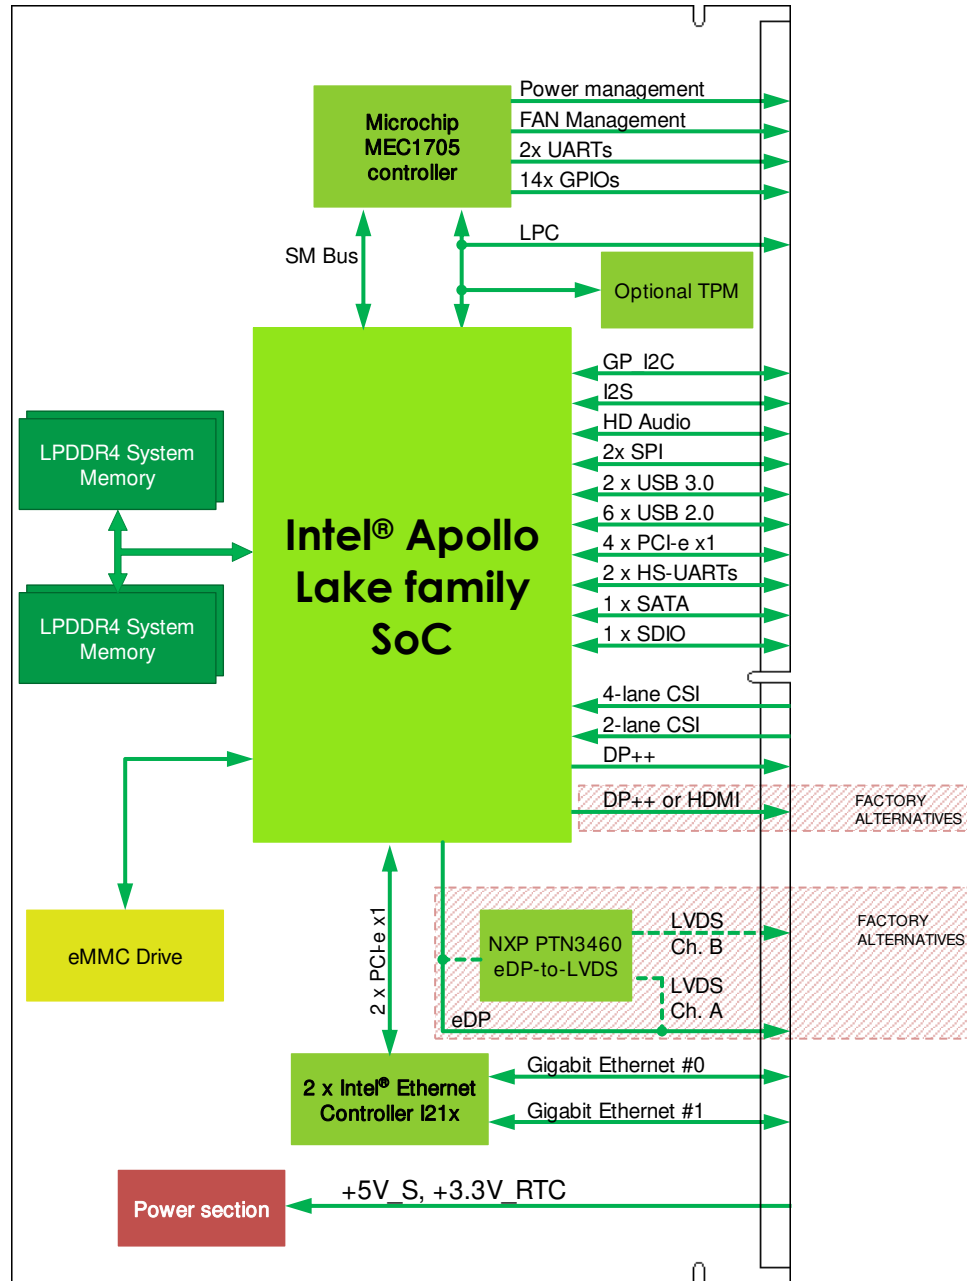 Power management
Microchip
MEC1705
controller
FAN Management
2x UARTs
14x GPIOs
SM Bus
LPC
Optional TPM
GP_I2C
I2S
HD Audio
2x SPI
2 x USB 3.0
6 x USB 2.0
4 x PCI-e x1
2 x HS-UARTs
1 x SATA
1 x SDIO
LPDDR4 System
Memory
LPDDR4 System
Memory
Intel® Apollo
Lake family
SoC
4-lane CSI
2-lane CSI
DP++
DP++ or HDMI
FACTORY
ALTERNATIVES
eMMC Drive
2 x PCI-e x1
NXP PTN3460
eDP-to-LVDS
LVDS
Ch. B
LVDS
Ch. A
eDP
FACTORY
ALTERNATIVES
2 x Intel® Ethernet
Controller I21x
Gigabit Ethernet #0
Gigabit Ethernet #1
Power section
+5V_S, +3.3V_RTC